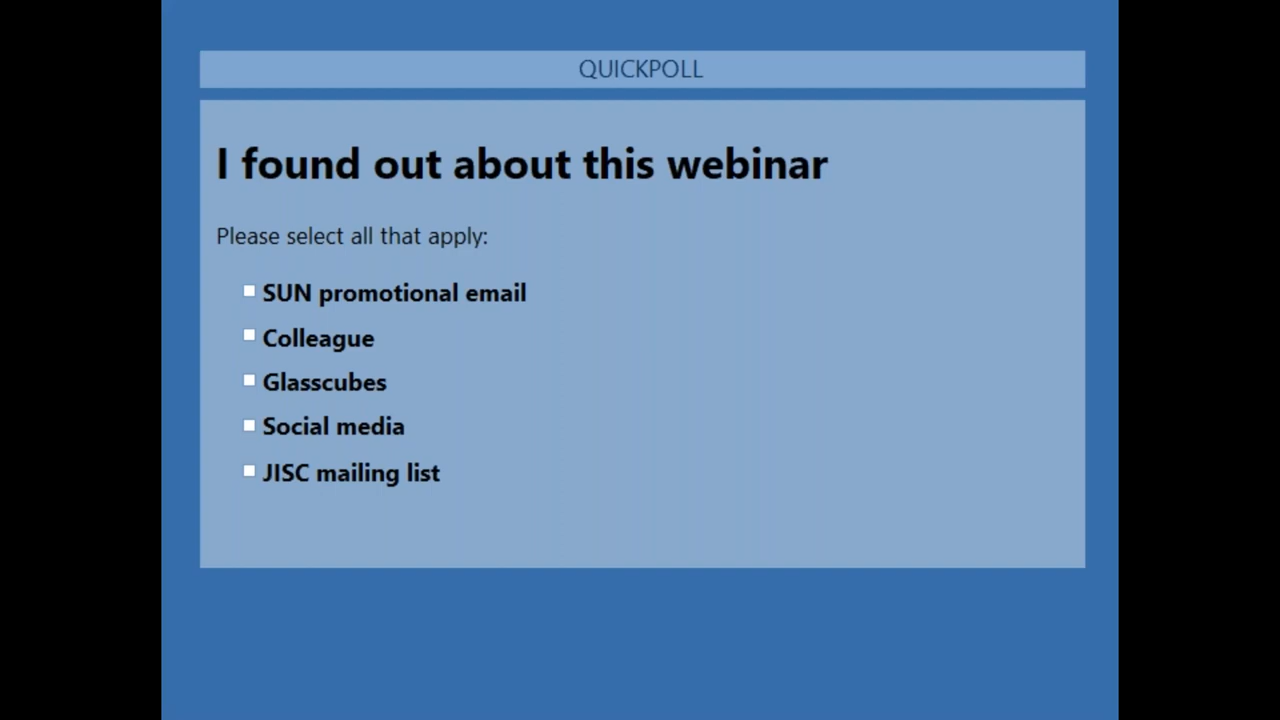 QUICKPOLL
I found out about this webinar
Please select all that apply:
SUN promotional email
Colleague
Glasscubes
Social media
JISC mailing list